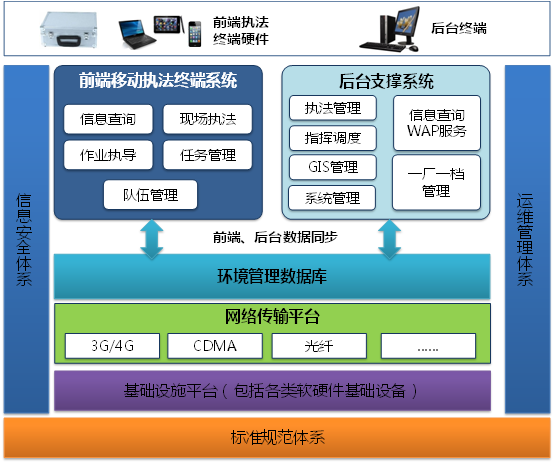 前端执法
终端硬件
后台终端
前端移动执法终端系统
信息查询
现场执法
作业执导
任务管理
队伍管理
后台支撑系统
执法管理
指挥调度
GIS管理
系统管理
信息查询
WAP服务
一厂一档
管理
信息安全体系
运维管理体系
前端、后台数据同步
环境管理数据库
网络传输平台
3G/4G
CDMA
光纤
......
基础设施平台（包括各类软硬件基础设备）
标准规范体系